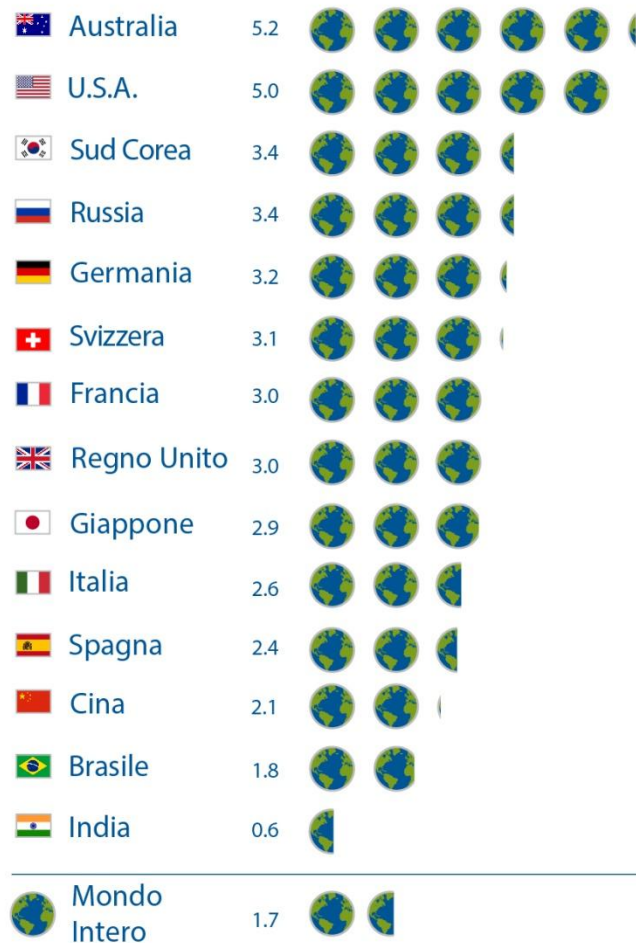 Australia 5.2
U.S.A. 5.0
Sud Corea 3.4
Russia 3.4
Germania 3.2
Svizzera 3.1
Francia 3.0
Regno Unito 3.0
Giappone 2.9
Italia 2.6
Spagna 2.4
Cina 2.1
Brasile 1.8
India 0.6
Mondo
Intero 1.7